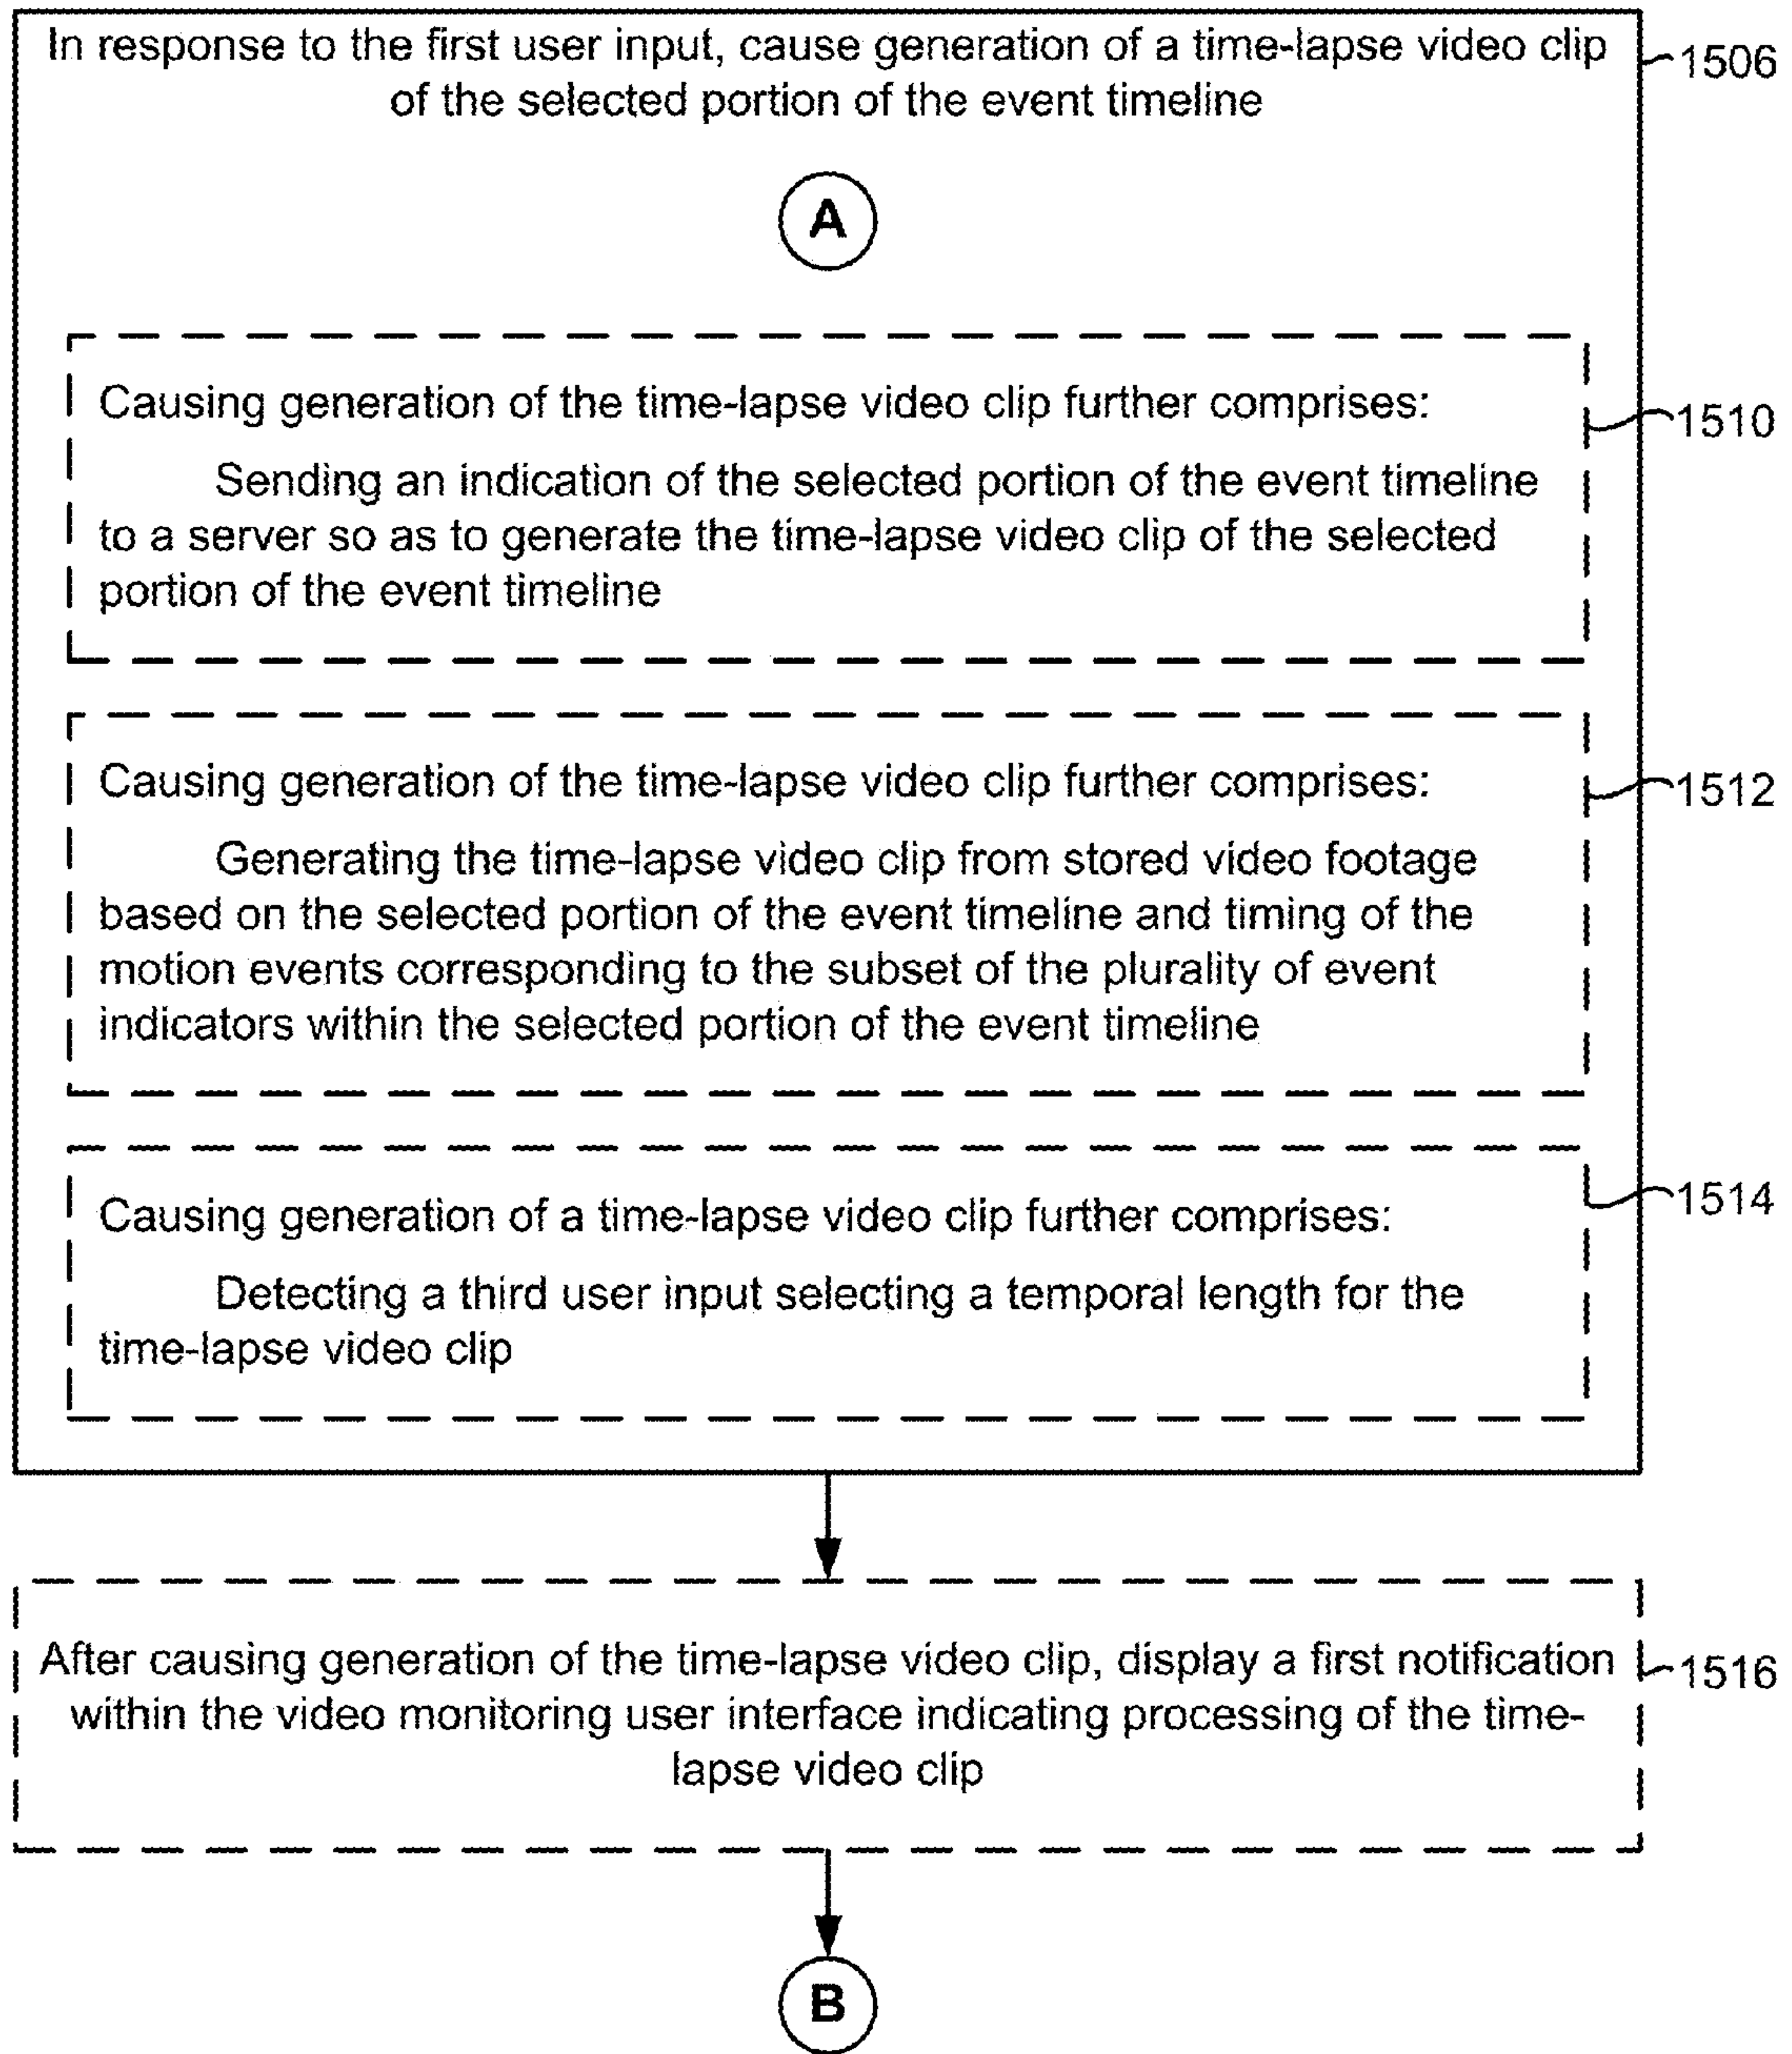 In response to the first user input, cause generation of a time-lapse video clip
of the selected portion of the event timeline
1506
A
Causing generation of the time-lapse video clip further comprises:
1510
Sending an indication of the selected portion of the event timeline
to a server so as to generate the time-lapse video clip of the selected
portion of the event timeline
Causing generation of the time-lapse video clip further comprises:
1512
Generating the time-lapse video clip from stored video footage
based on the selected portion of the event timeline and timing of the
motion events corresponding to the subset of the plurality of event
indicators within the selected portion of the event timeline
Causing generation of a time-lapse video clip further comprises:
1514
Detecting a third user input selecting a temporal length for the
time-lapse video clip
After causing generation of the time-lapse video clip, display a first notification
1516
within the video monitoring user interface indicating processing of the time-
lapse video clip
B